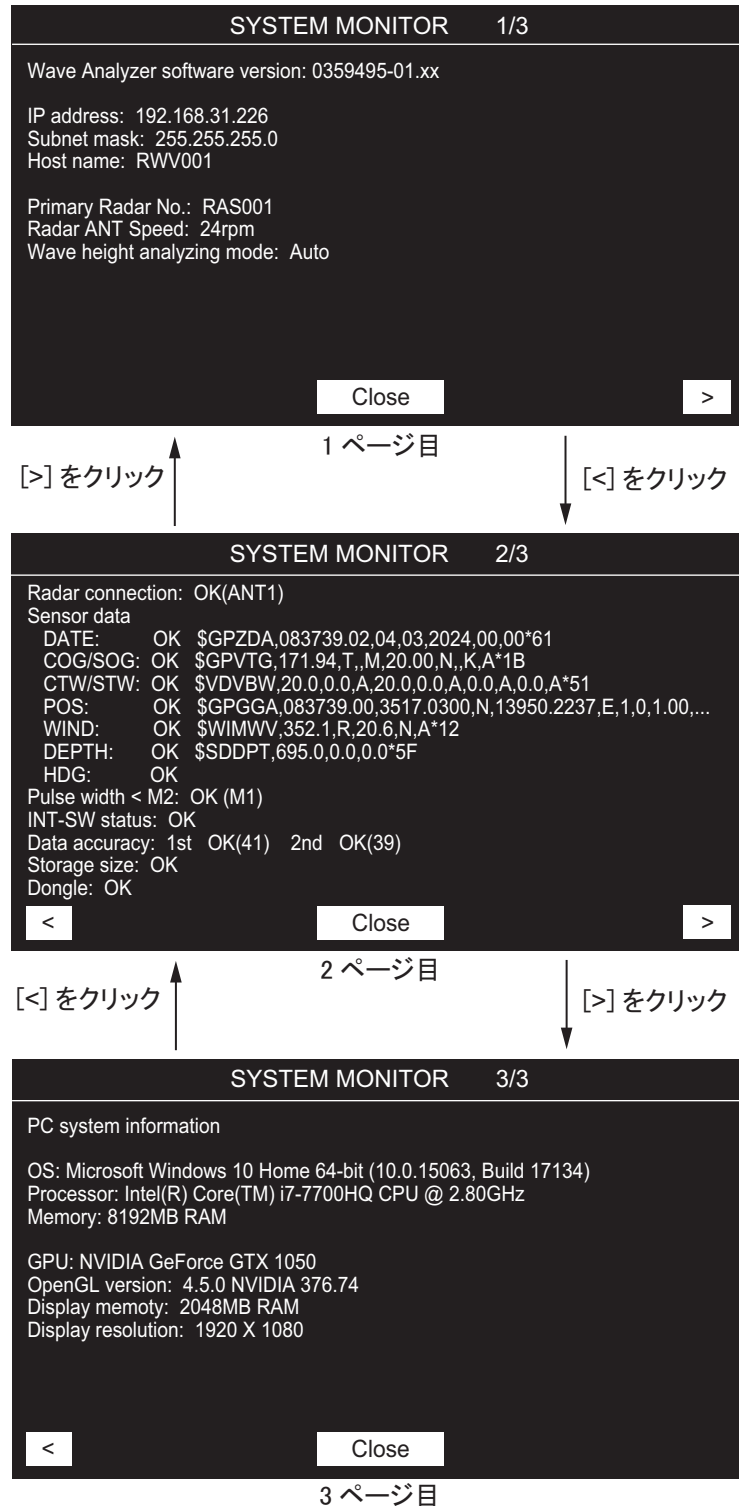 SYSTEM MONITOR 1/3
Wave Analyzer software version: 0359495-01.xx
IP address: 192.168.31.226
Subnet mask: 255.255.255.0
Host name: RWV001
Primary Radar No.: RAS001
Radar ANT Speed: 24rpm
Wave height analyzing mode: Auto
Close >
1 ページ目
[>] をクリック [<] をクリック
SYSTEM MONITOR 2/3
Radar connection: OK(ANT1)
Sensor data
DATE: OK $GPZDA,083739.02,04,03,2024,00,00*61
COG/SOG: OK $GPVTG,171.94,T,,M,20.00,N,,K,A*1B
CTW/STW: OK $VDVBW,20.0,0.0,A,20.0,0.0,A,0.0,A,0.0,A*51
POS: OK $GPGGA,083739.00,3517.0300,N,13950.2237,E,1,0,1.00,...
WIND: OK $WIMWV,352.1,R,20.6,N,A*12
DEPTH: OK $SDDPT,695.0,0.0,0.0*5F
HDG: OK
Pulse width < M2: OK (M1)
INT-SW status: OK
Data accuracy: 1st OK(41) 2nd OK(39)
Storage size: OK
Dongle: OK
< Close >
2 ページ目
[<] をクリック [>] をクリック
SYSTEM MONITOR 3/3
PC system information
OS: Microsoft Windows 10 Home 64-bit (10.0.15063, Build 17134)
Processor: Intel(R) Core(TM) i7-7700HQ CPU @ 2.80GHz
Memory: 8192MB RAM
GPU: NVIDIA GeForce GTX 1050
OpenGL version: 4.5.0 NVIDIA 376.74
Display memoty: 2048MB RAM
Display resolution: 1920 X 1080
< Close
3 ページ目